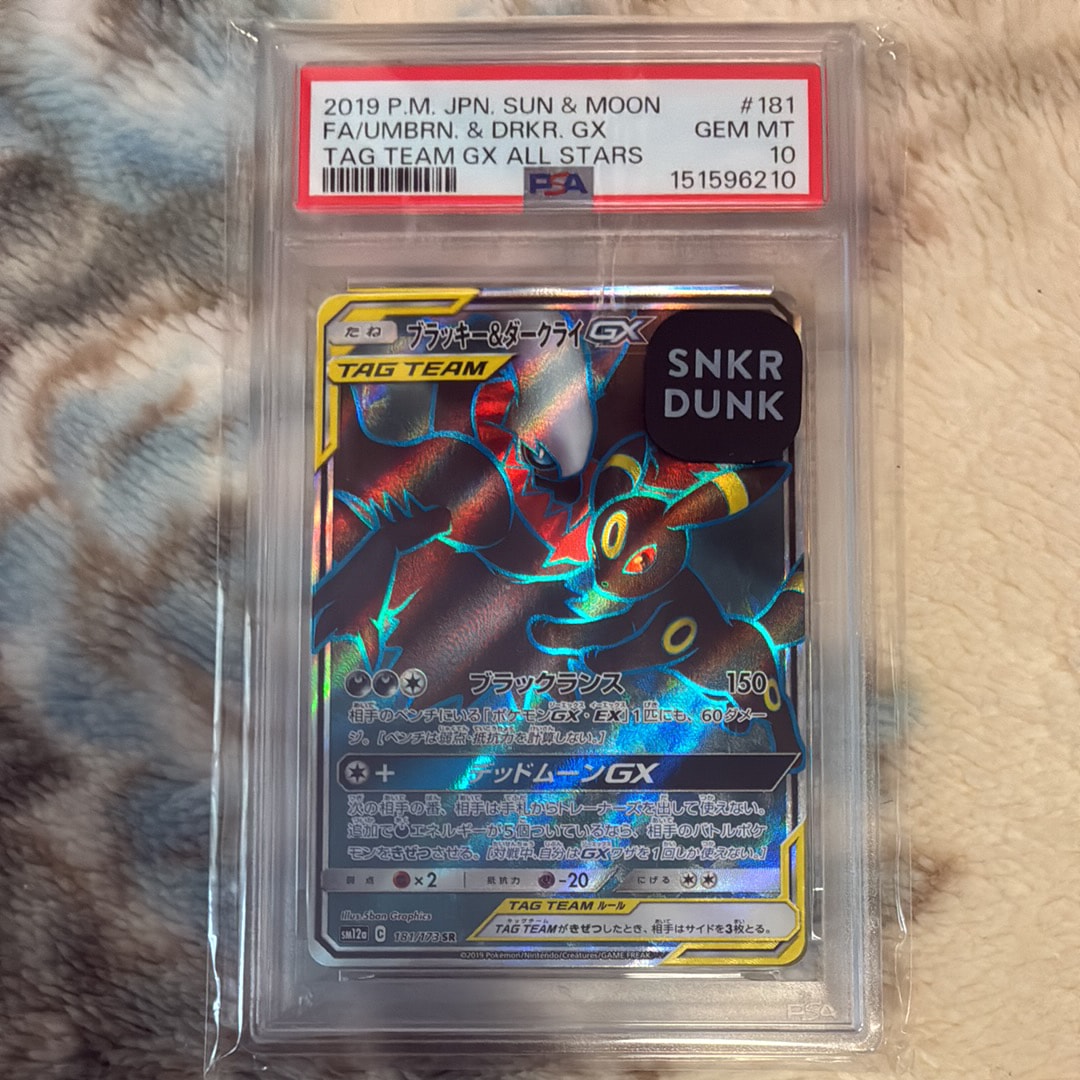 2019 P.M. JPN. SUN & MOON #181
FA/UMBRN. & DRKR. GX GEM MT
TAG TEAM GX ALL STARS 10
PSA 151596210
たね ブラッキー&ダークライGX
TAG TEAM
SNKR
DUNK
ブラックランス 150
相手のベンチにいる「ポケモンGX・EX」1匹にも、60ダメー
ジ。[ベンチは弱点・抵抗力を計算しない。]
+ デッドムーンGX
次の相手の番、相手は手札からトレーナーズを出して使えない。
追加でエネルギーが5個ついているなら、相手のバトルポケ
モンをきぜつさせる。[対戦中、自分はGXワザを1回しか使えない。]
弱点 ×2 抵抗力 -20 にげる
Illus. Sban Graphics
TAG TEAM ルール
sm12a C 181/173 SR
TAG TEAMがきぜつしたとき、相手はサイドを3枚とる。
©2019 Pokémon/Nintendo/Creatures/GAME FREAK.
PSA